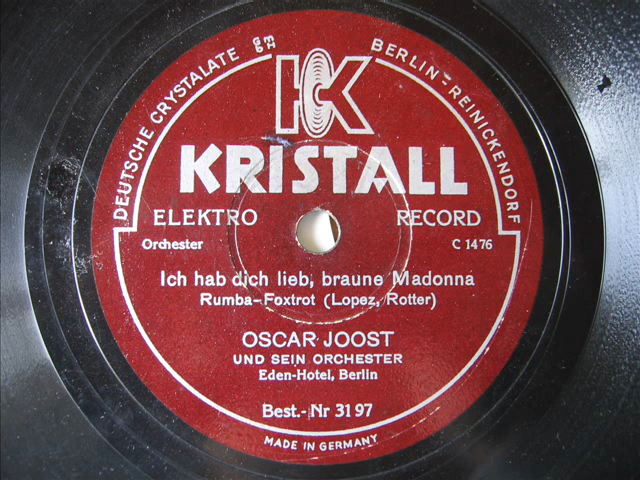 DEUTSCHE CRYSTALATE GES. BERLIN-REINICKENDORF
K
KRISTALL
ELEKTRO RECORD
Orchester C 1476
Ich hab dich lieb, braune Madonna
Rumba-Foxtrot (Lopez, Rotter)
OSCAR JOOST
UND SEIN ORCHESTER
Eden-Hotel, Berlin
Best.-Nr 3197
MADE IN GERMANY